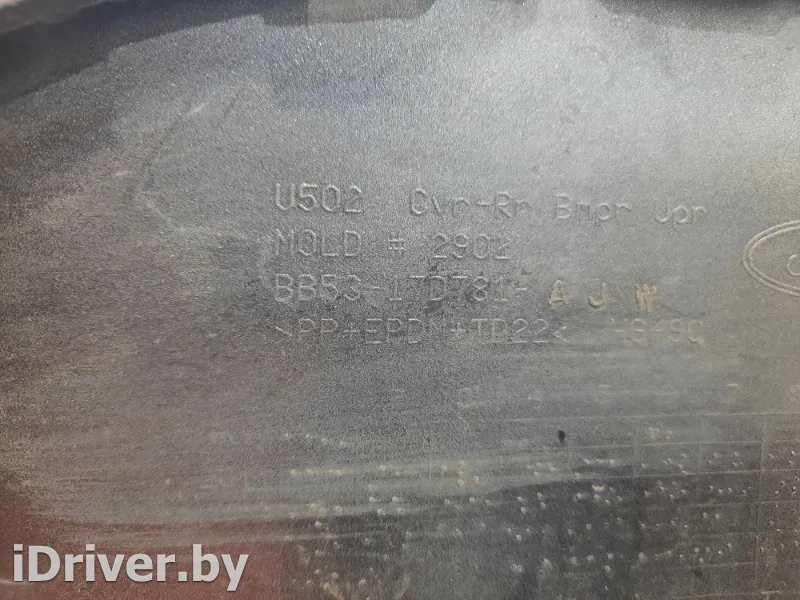 U502 Cvr-Rr Bmpr Upr
MOLD # 2902
BB53-17D781- A J W
<PP+EPDM+TD22<
iDriver.by